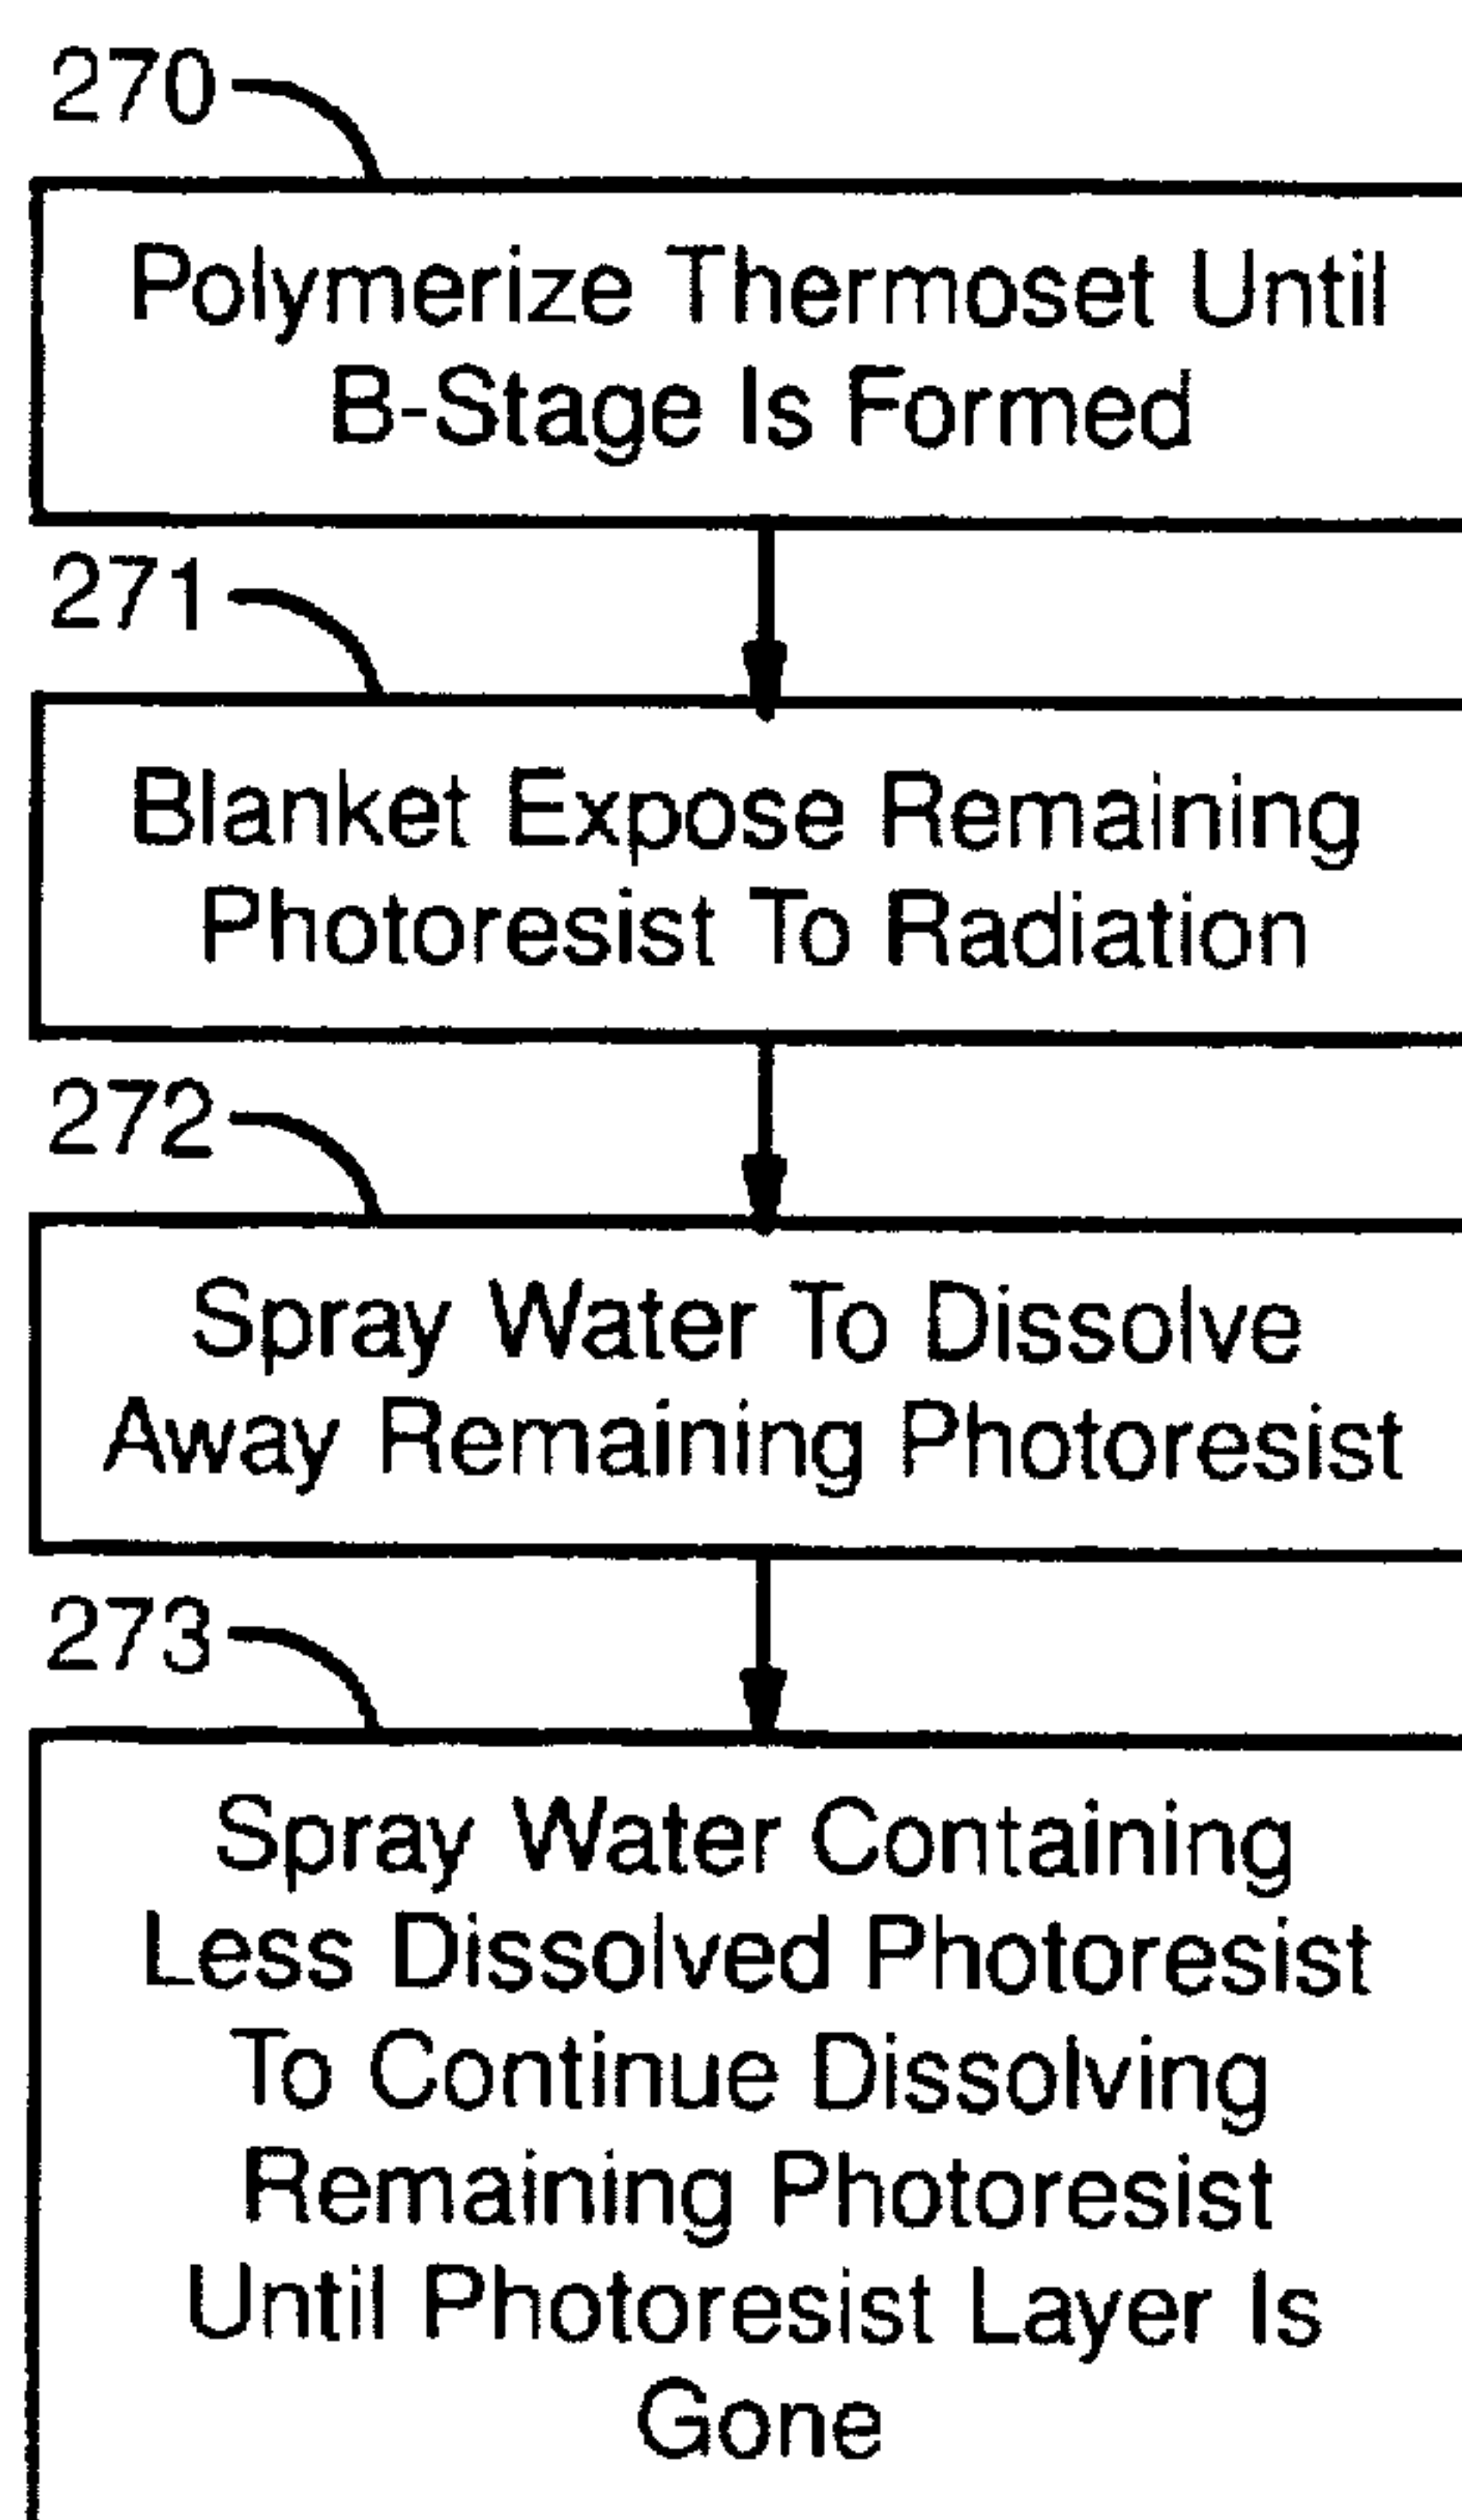 270
Polymerize Thermoset Until
B-Stage Is Formed
271
Blanket Expose Remaining
Photoresist To Radiation
272
Spray Water To Dissolve
Away Remaining Photoresist
273
Spray Water Containing
Less Dissolved Photoresist
To Continue Dissolving
Remaining Photoresist
Until Photoresist Layer Is
Gone